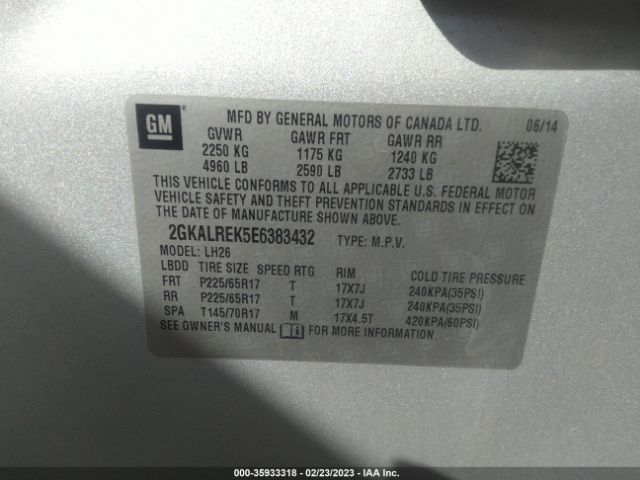 GM
MFD BY GENERAL MOTORS OF CANADA LTD. 06/14
GVWR GAWR FRT GAWR RR
2250 KG 1175 KG 1240 KG
4960 LB 2590 LB 2733 LB
THIS VEHICLE CONFORMS TO ALL APPLICABLE U.S. FEDERAL MOTOR
VEHICLE SAFETY AND THEFT PREVENTION STANDARDS IN EFFECT ON
THE DATE OF MANUFACTURE SHOWN ABOVE.
2GKALREK5E6383432 TYPE: M.P.V.
MODEL: LH26
LBDD TIRE SIZE SPEED RTG RIM COLD TIRE PRESSURE
FRT P225/65R17 T 17X7J 240KPA(35PSI)
RR P225/65R17 T 17X7J 240KPA(35PSI)
SPA T145/70R17 M 17X4.5T 420KPA(60PSI)
SEE OWNER'S MANUAL FOR MORE INFORMATION.
000-35933318 - 02/23/2023 - IAA Inc.